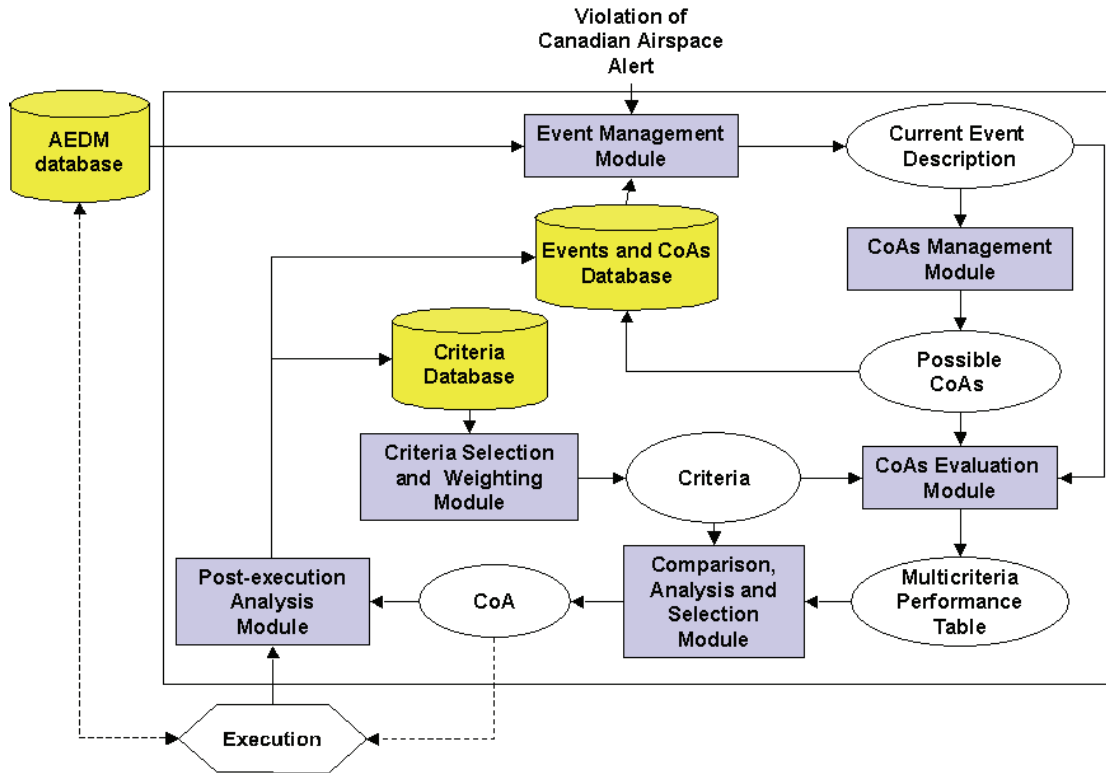 Violation of
Canadian Airspace
Alert
AEDM
database
Event Management
Module
Current Event
Description
Events and CoAs
Database
CoAs Management
Module
Criteria
Database
Possible
CoAs
Criteria Selection
and Weighting
Module
Criteria
CoAs Evaluation
Module
Post-execution
Analysis
Module
CoA
Comparison,
Analysis and
Selection
Module
Multicriteria
Performance
Table
Execution